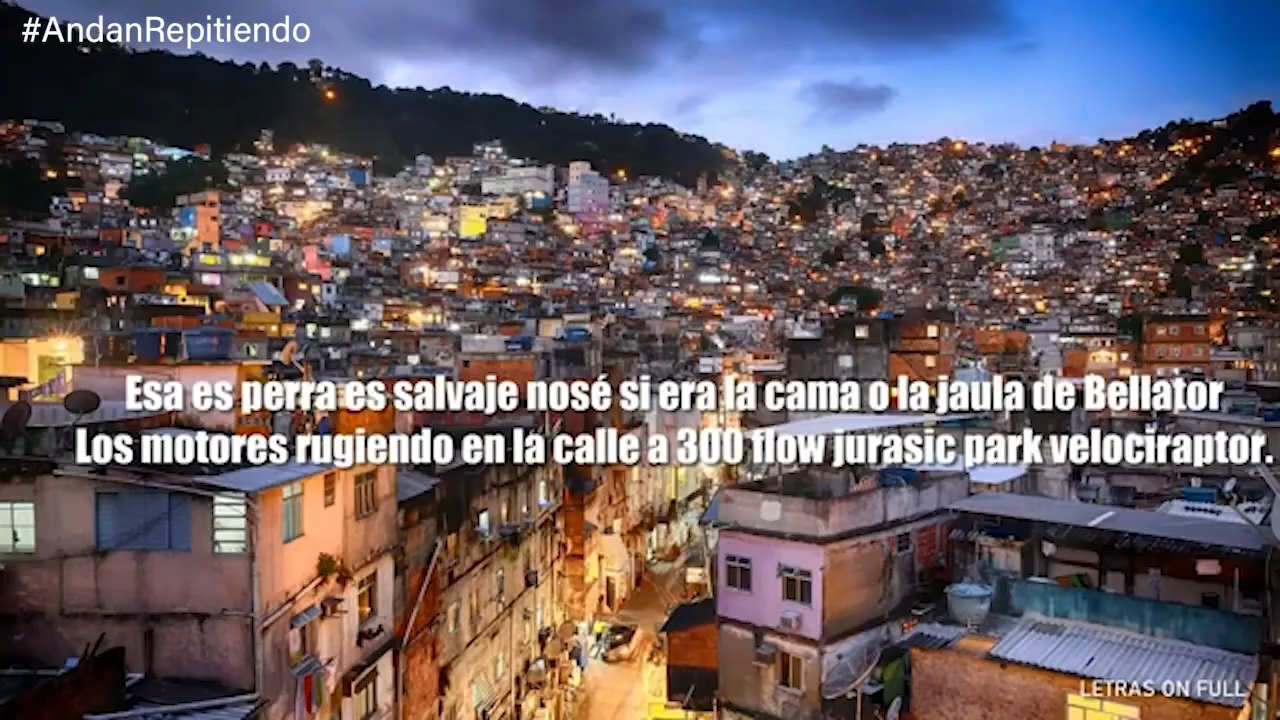 #AndanRepitiendo
Esa es perra es salvaje nosé si era la cama o la jaula de Bellator
Los motores rugiendo en la calle a 300 flow jurasic park velociraptor.
LETRAS ON FULL